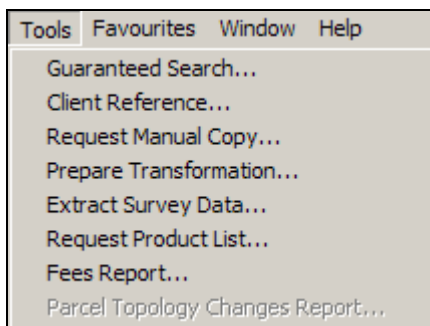 Tools Favourites Window Help
Guaranteed Search...
Client Reference...
Request Manual Copy...
Prepare Transformation...
Extract Survey Data...
Request Product List...
Fees Report...
Parcel Topology Changes Report...